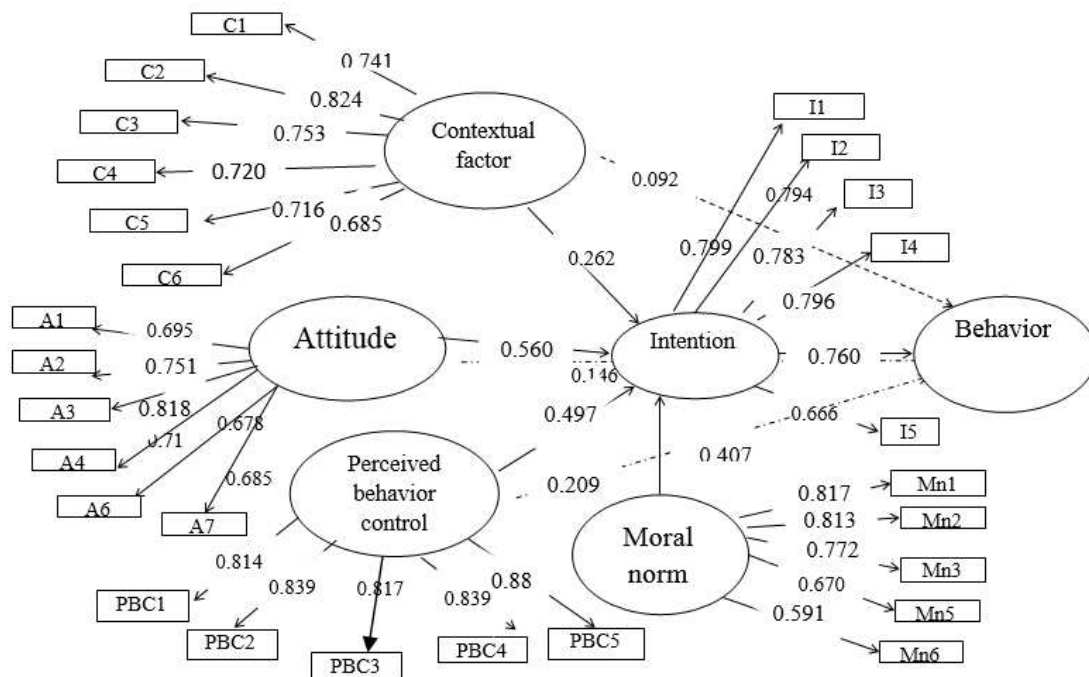 C1
0.741
C2
0.824
C3
0.753
C4
0.720
C5
0.716
C6
0.685
Contextual
factor
0.092
0.262
I1
I2
0.794
I3
0.799
0.783
I4
0.796
A1
0.695
A2
0.751
A3
0.818
A4
0.71
A6
0.678
A7
0.685
Attitude
0.560
0.146
Intention
0.760
Behavior
0.497
0.666
I5
0.407
0.209
Perceived
behavior
control
Moral
norm
0.817
Mn1
0.813
Mn2
0.772
Mn3
0.670
Mn5
0.591
Mn6
0.814
PBC1
0.839
PBC2
0.817
PBC3
0.839
PBC4
0.88
PBC5